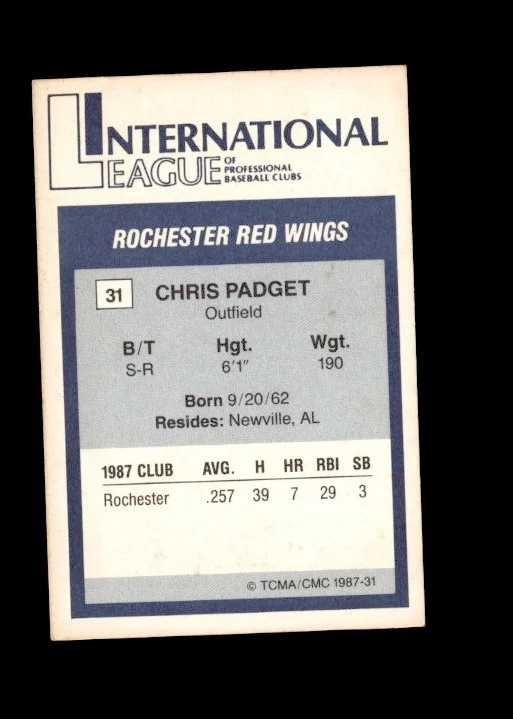 INTERNATIONAL
LEAGUE OF PROFESSIONAL BASEBALL CLUBS
ROCHESTER RED WINGS
31 CHRIS PADGET
Outfield
B/T Hgt. Wgt.
S-R 6'1" 190
Born 9/20/62
Resides: Newville, AL
1987 CLUB AVG. H HR RBI SB
Rochester .257 39 7 29 3
© TCMA/CMC 1987-31